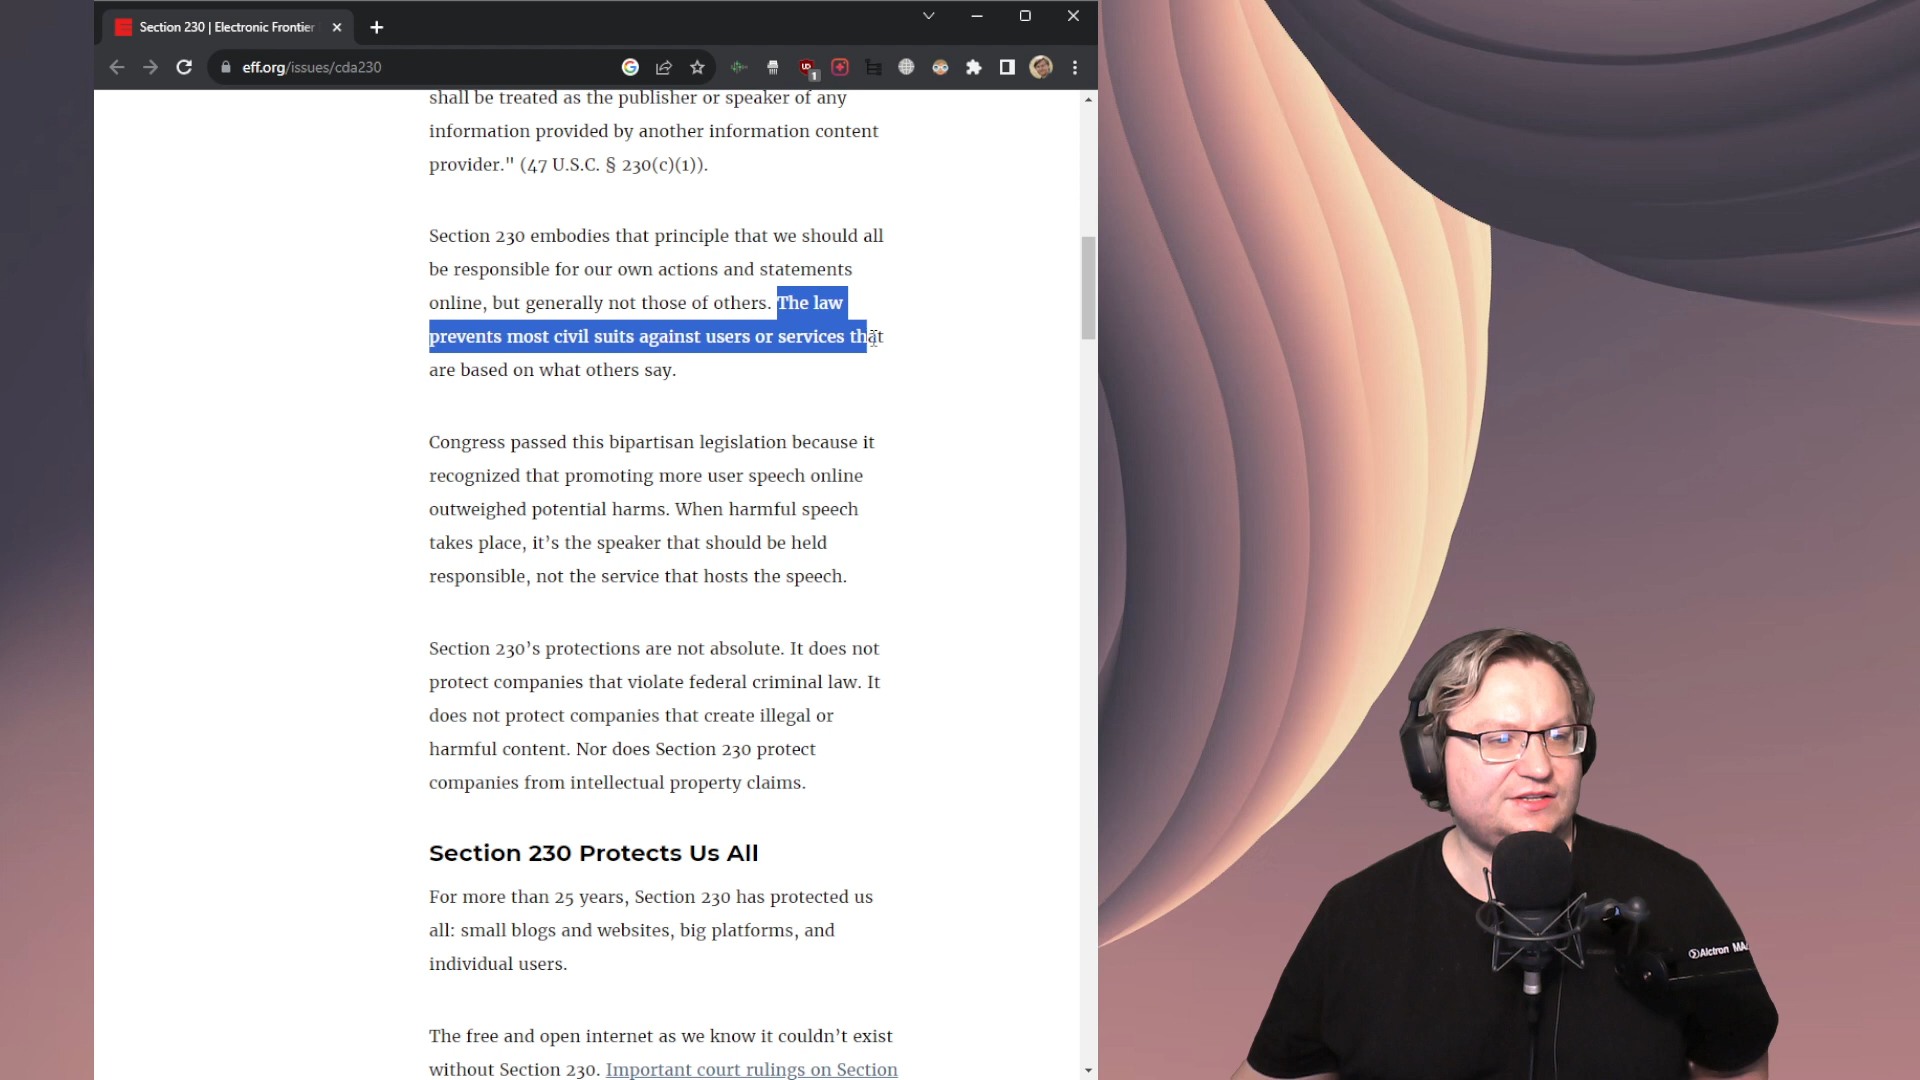 Section 230 | Electronic Frontier
eff.org/issues/cda230
1
shall be treated as the publisher or speaker of any
information provided by another information content
provider." (47 U.S.C. § 230(c)(1)).
Section 230 embodies that principle that we should all
be responsible for our own actions and statements
online, but generally not those of others. The law
prevents most civil suits against users or services that
are based on what others say.
Congress passed this bipartisan legislation because it
recognized that promoting more user speech online
outweighed potential harms. When harmful speech
takes place, it’s the speaker that should be held
responsible, not the service that hosts the speech.
Section 230’s protections are not absolute. It does not
protect companies that violate federal criminal law. It
does not protect companies that create illegal or
harmful content. Nor does Section 230 protect
companies from intellectual property claims.
Section 230 Protects Us All
For more than 25 years, Section 230 has protected us
all: small blogs and websites, big platforms, and
individual users.
The free and open internet as we know it couldn’t exist
without Section 230. Important court rulings on Section
Alctron